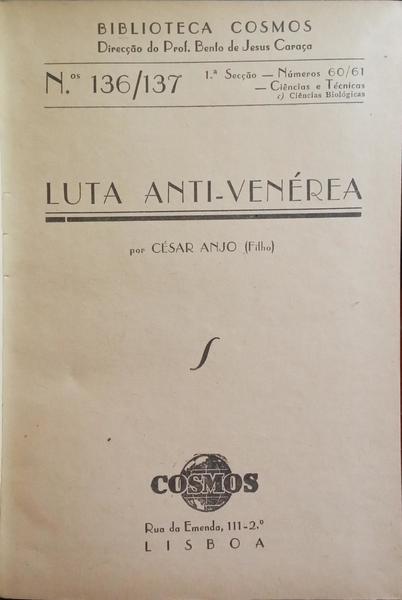 BIBLIOTECA COSMOS
Direcção do Prof. Bento de Jesus Caraça
N.os 136/137
1.ª Secção — Números 60/61
— Ciências e Técnicas
c) Ciências Biológicas
LUTA ANTI-VENÉREA
por CÉSAR ANJO (Filho)
COSMOS
Rua da Emenda, 111-2.º
LISBOA